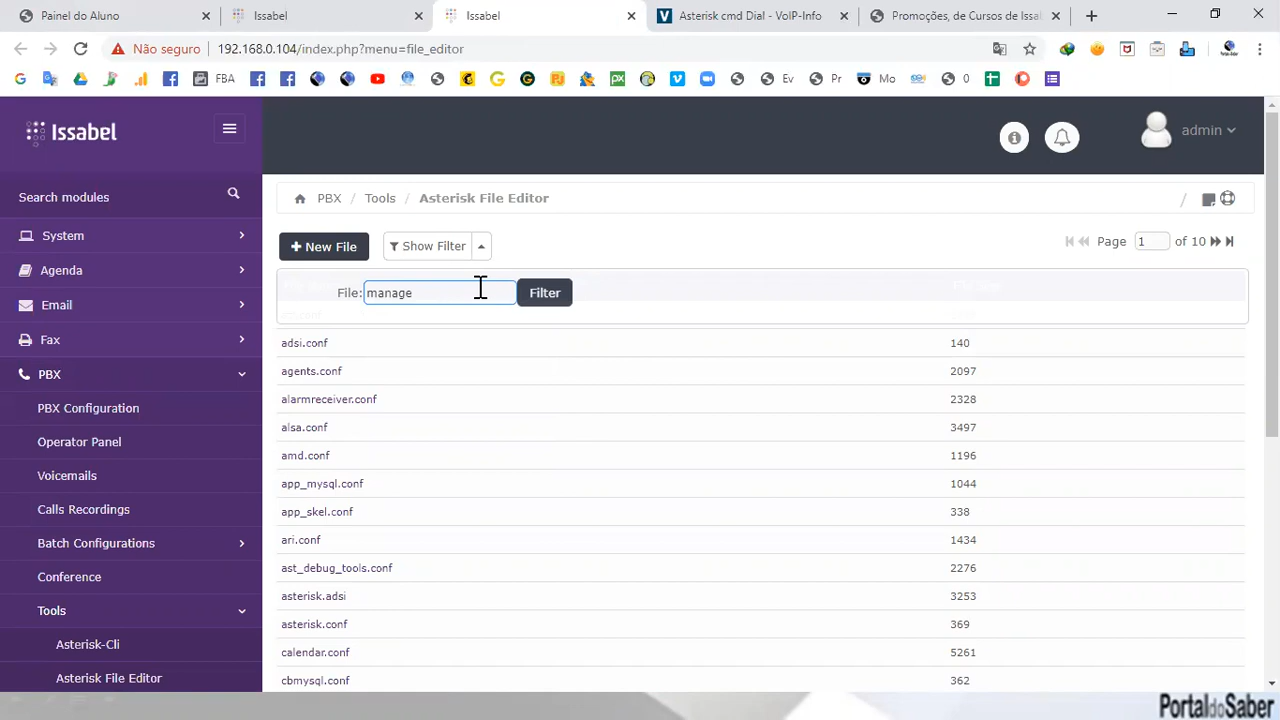 Painel do Aluno
Issabel
Issabel
Asterisk cmd Dial - VoIP-Info
Promoções, de Cursos de Issa
Não seguro
192.168.0.104/index.php?menu=file_editor
FBA
Ev
Pr
Mo
0
Issabel
admin
Search modules
PBX / Tools / Asterisk File Editor
/
System
Agenda
Email
Fax
PBX
PBX Configuration
Operator Panel
Voicemails
Calls Recordings
Batch Configurations
Conference
Tools
Asterisk-Cli
Asterisk File Editor
+ New File
Show Filter
Page 1 of 10
File: manage
Filter
adsi.conf 140
agents.conf 2097
alarmreceiver.conf 2328
alsa.conf 3497
amd.conf 1196
app_mysql.conf 1044
app_skel.conf 338
ari.conf 1434
ast_debug_tools.conf 2276
asterisk.adsi 3253
asterisk.conf 369
calendar.conf 5261
cbmysql.conf 362
PortaldoSaber